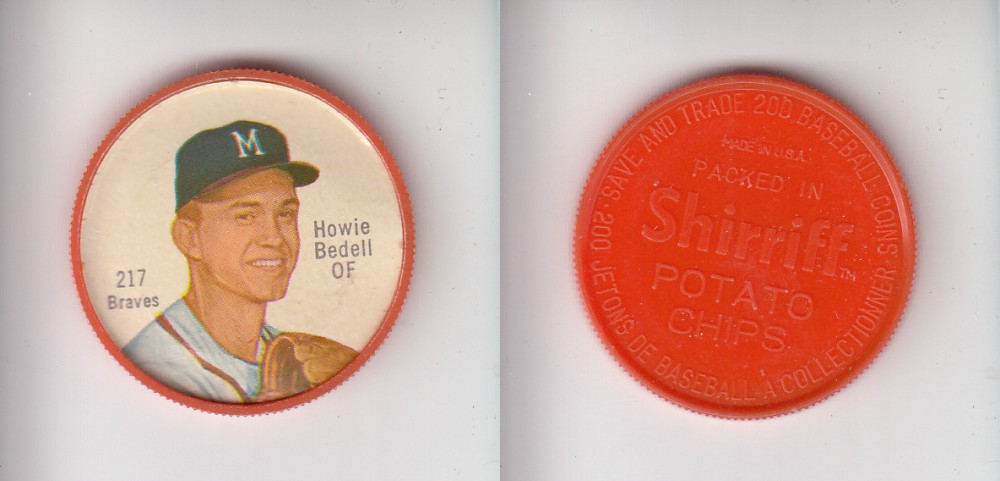 M
Howie
Bedell
OF
217
Braves
SAVE AND TRADE 200 BASEBALL COINS
MADE IN U.S.A.
PACKED IN
Shirriff™
POTATO
CHIPS
200 JETONS DE BASEBALL A COLLECTIONNER